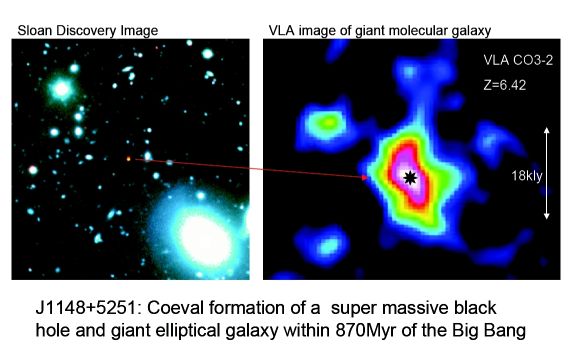 Sloan Discovery Image
VLA image of giant molecular galaxy
VLA CO3-2
Z=6.42
18kly
J1148+5251: Coeval formation of a super massive black
hole and giant elliptical galaxy within 870Myr of the Big Bang